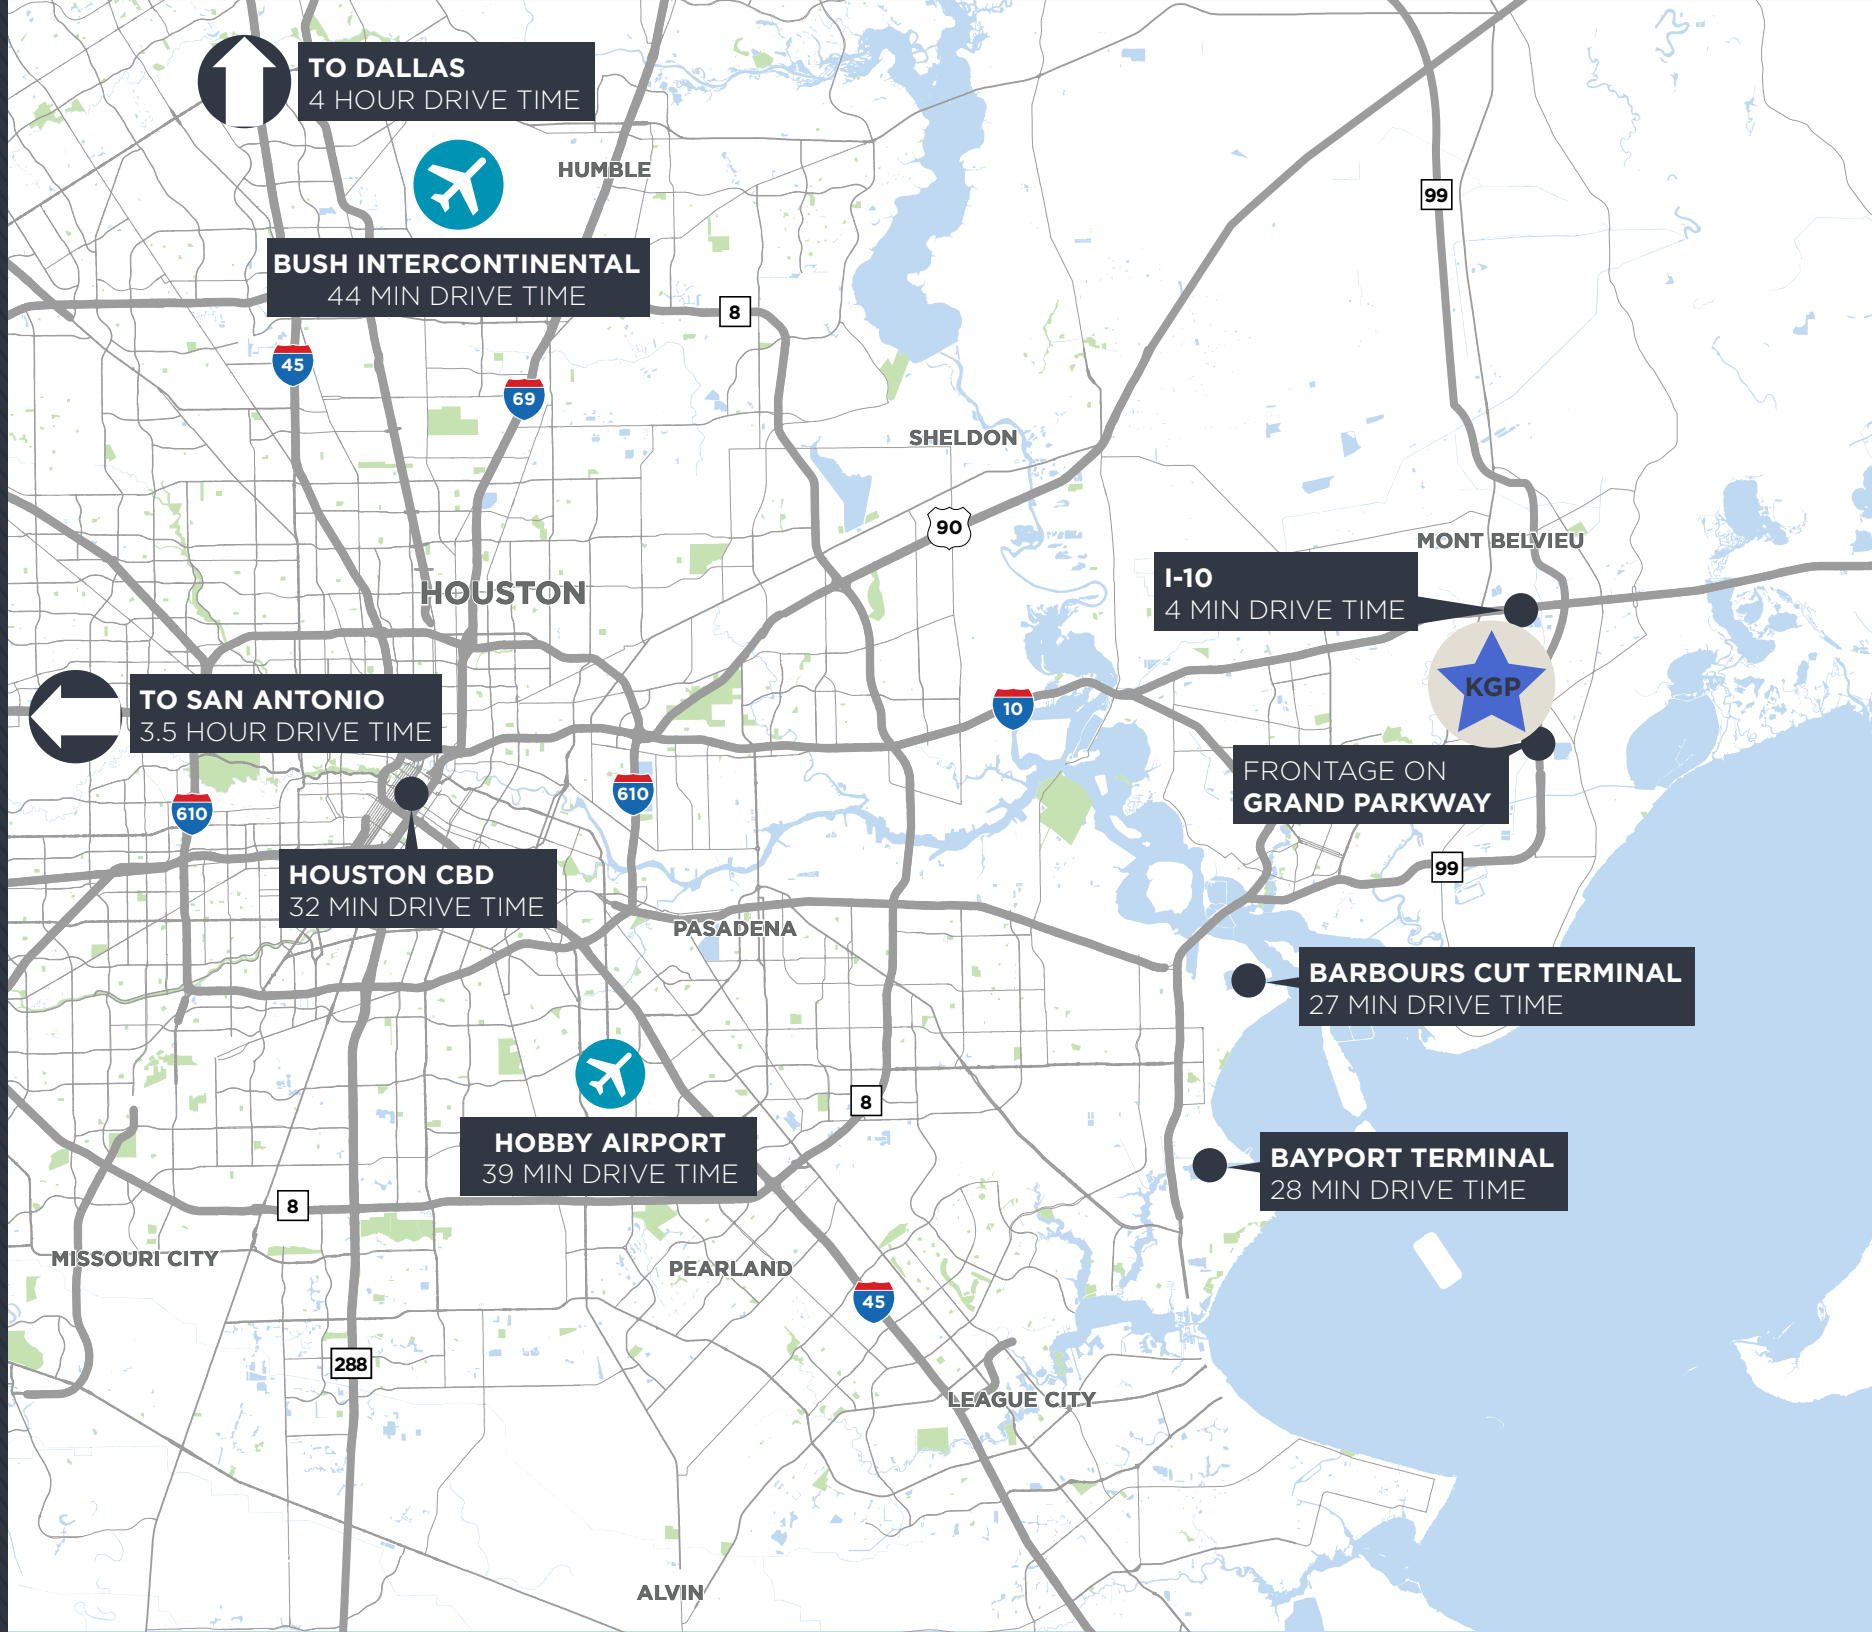 TO DALLAS
4 HOUR DRIVE TIME
HUMBLE
99
BUSH INTERCONTINENTAL
44 MIN DRIVE TIME
8
45
69
SHELDON
90
MONT BELVIEU
I-10
4 MIN DRIVE TIME
HOUSTON
KGP
TO SAN ANTONIO
3.5 HOUR DRIVE TIME
10
FRONTAGE ON
GRAND PARKWAY
610
610
HOUSTON CBD
32 MIN DRIVE TIME
99
PASADENA
BARBOURS CUT TERMINAL
27 MIN DRIVE TIME
8
HOBBY AIRPORT
39 MIN DRIVE TIME
BAYPORT TERMINAL
28 MIN DRIVE TIME
8
MISSOURI CITY
PEARLAND
45
288
LEAGUE CITY
ALVIN